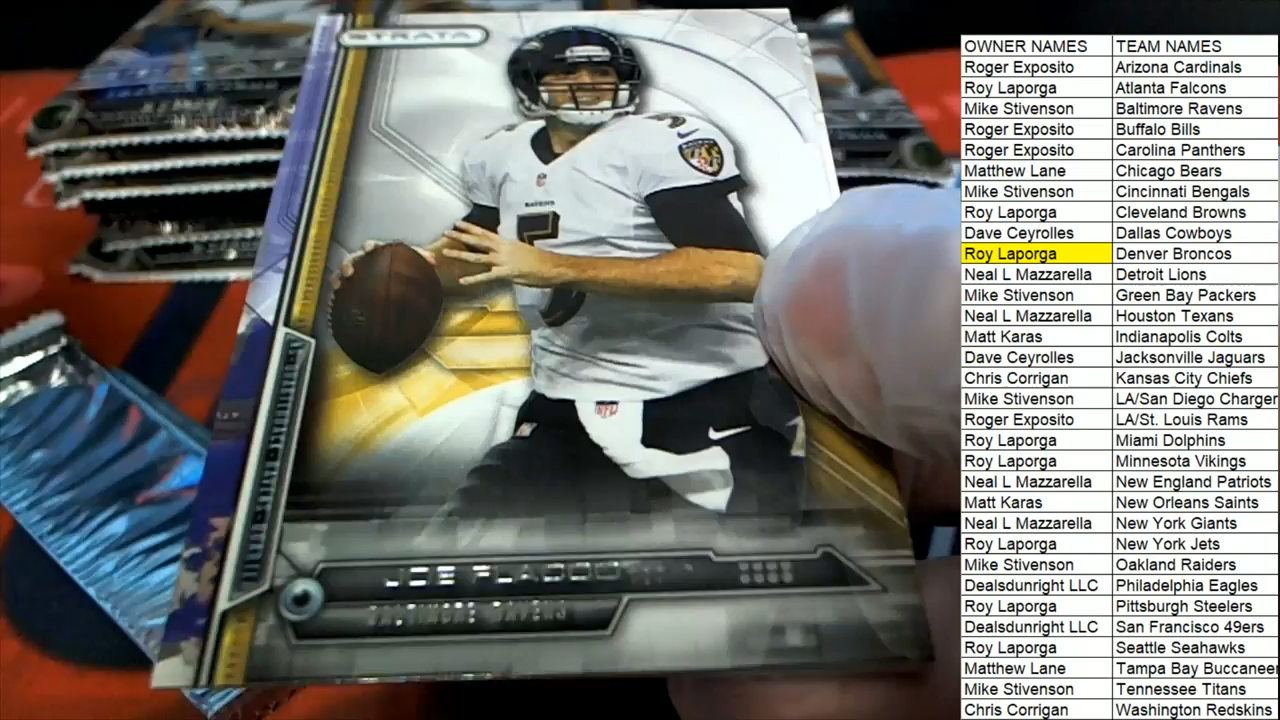 STRATA
RAVENS
5
JOE FLACCO
BALTIMORE RAVENS
OWNER NAMES TEAM NAMES
Roger Exposito Arizona Cardinals
Roy Laporga Atlanta Falcons
Mike Stivenson Baltimore Ravens
Roger Exposito Buffalo Bills
Roger Exposito Carolina Panthers
Matthew Lane Chicago Bears
Mike Stivenson Cincinnati Bengals
Roy Laporga Cleveland Browns
Dave Ceyrolles Dallas Cowboys
Roy Laporga Denver Broncos
Neal L Mazzarella Detroit Lions
Mike Stivenson Green Bay Packers
Neal L Mazzarella Houston Texans
Matt Karas Indianapolis Colts
Dave Ceyrolles Jacksonville Jaguars
Chris Corrigan Kansas City Chiefs
Mike Stivenson LA/San Diego Charger
Roger Exposito LA/St. Louis Rams
Roy Laporga Miami Dolphins
Roy Laporga Minnesota Vikings
Neal L Mazzarella New England Patriots
Matt Karas New Orleans Saints
Neal L Mazzarella New York Giants
Roy Laporga New York Jets
Mike Stivenson Oakland Raiders
Dealsdunright LLC Philadelphia Eagles
Roy Laporga Pittsburgh Steelers
Dealsdunright LLC San Francisco 49ers
Roy Laporga Seattle Seahawks
Matthew Lane Tampa Bay Buccaneer
Mike Stivenson Tennessee Titans
Chris Corrigan Washington Redskins